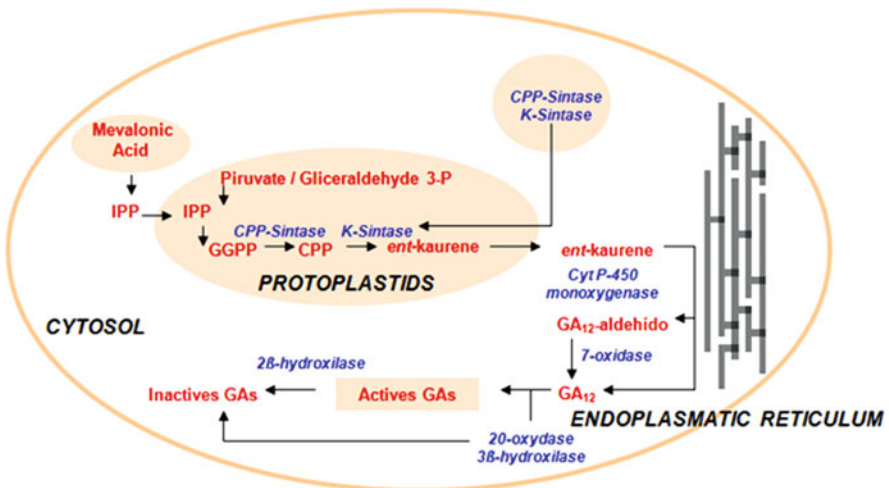 CPP-Sintase
K-Sintase
Mevalonic
Acid
Piruvate / Gliceraldehyde 3-P
IPP
IPP
CPP-Sintase
K-Sintase
GGPP
CPP
ent-kaurene
ent-kaurene
PROTOPLASTIDS
Cyt P-450
monoxygenase
CYTOSOL
GA12-aldehido
7-oxidase
2ß-hydroxilase
Inactives GAs
Actives GAs
GA12
ENDOPLASMATIC RETICULUM
20-oxydase
3ß-hydroxilase